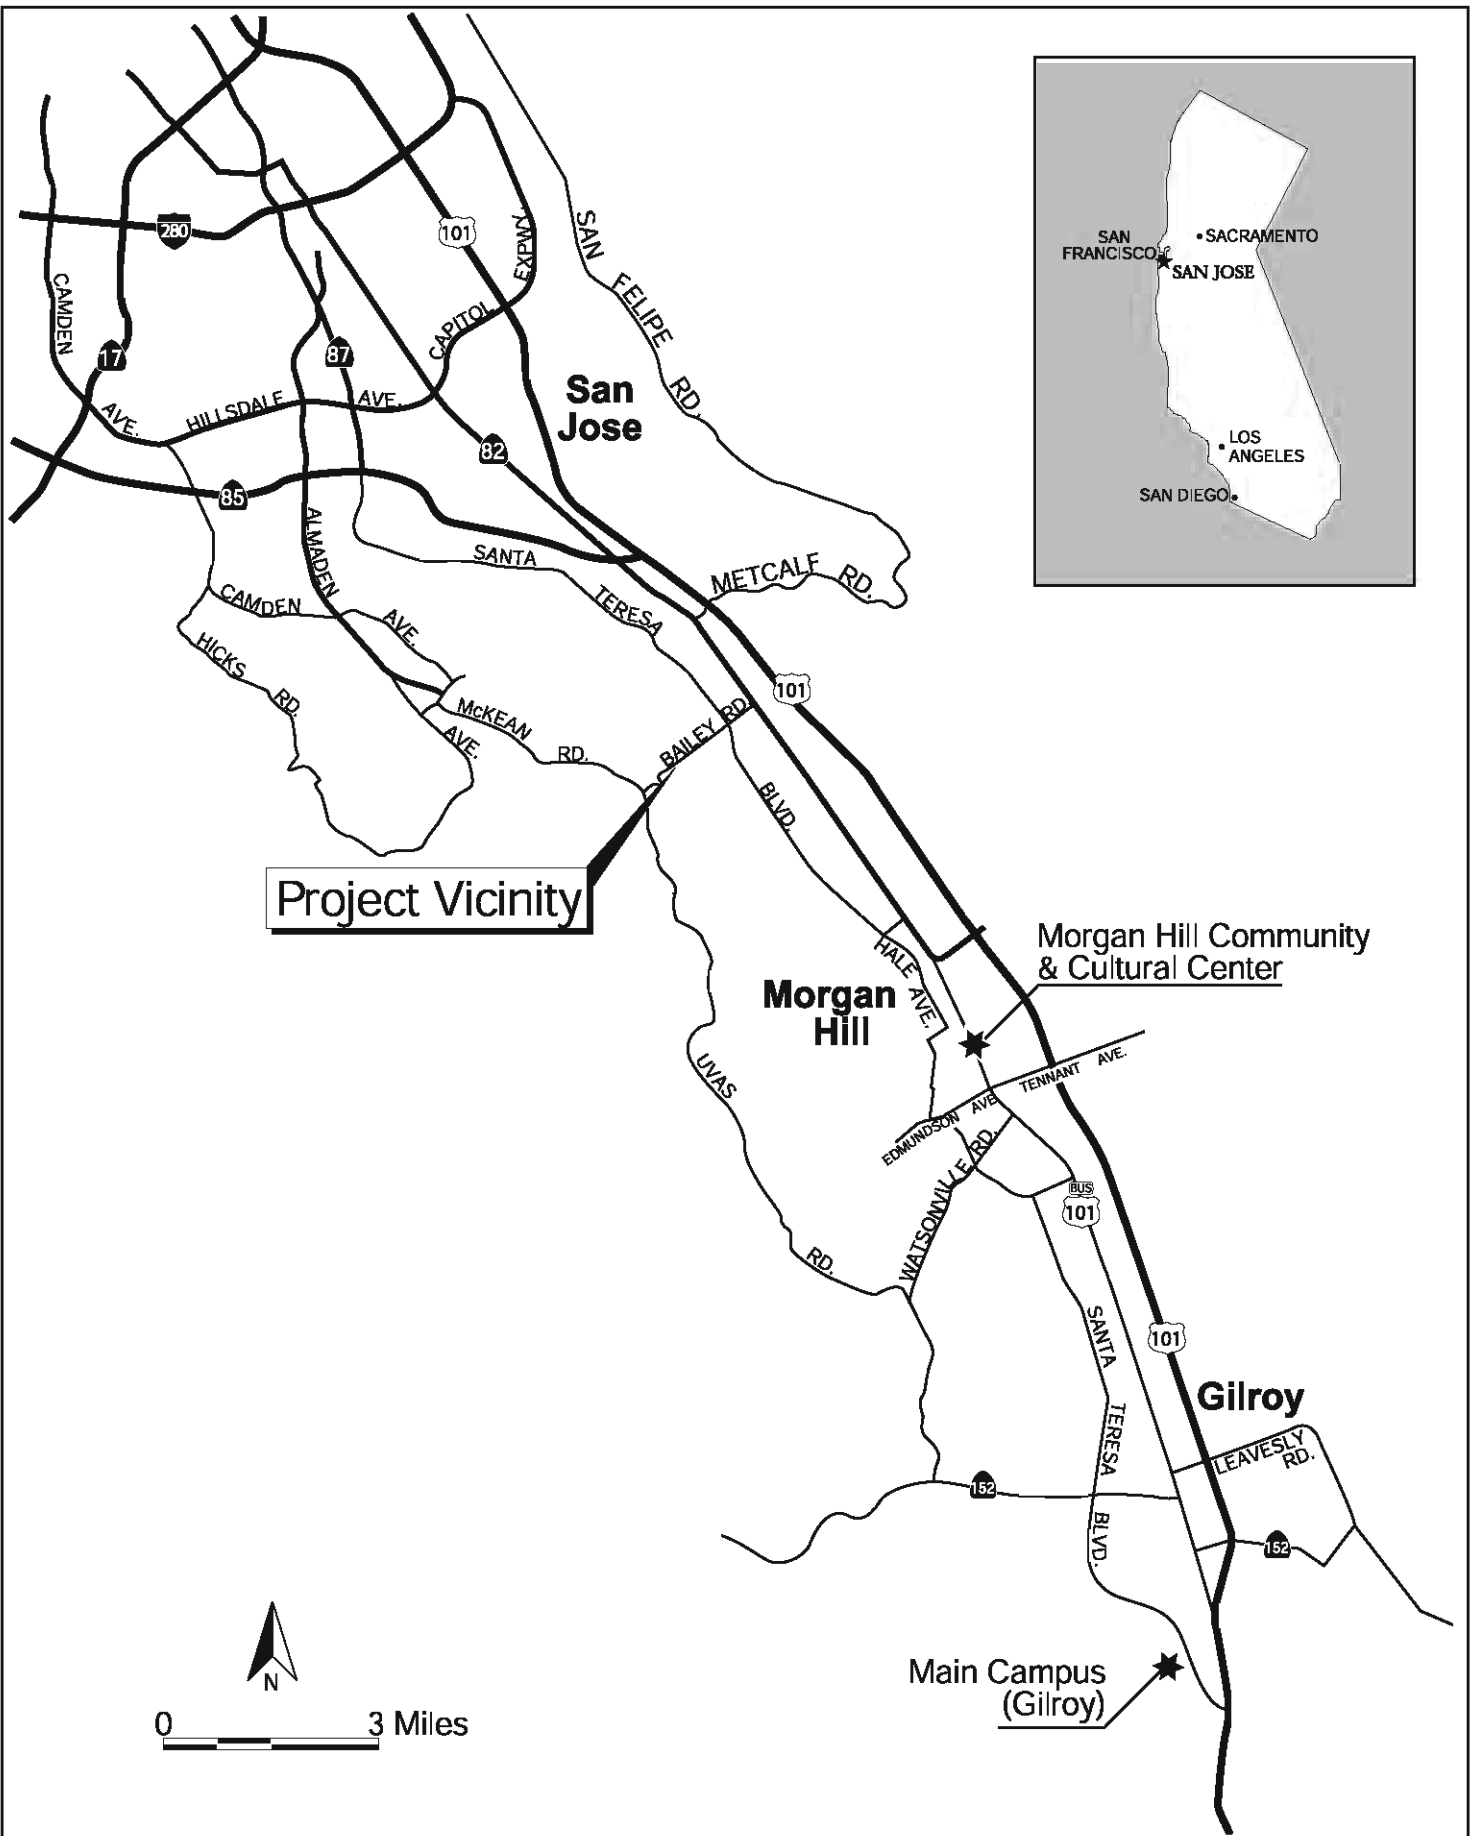 280
101
EXPWY.
SAN
FELIPE
RD.
CAMDEN
AVE.
17
87
CAPITOL
HILLSDALE
AVE.
San
Jose
82
85
ALMADEN
SANTA
TERESA
BLVD.
METCALF RD.
CAMDEN
AVE.
HICKS
RD.
McKEAN
RD.
AVE.
BAILEY RD.
101
Project Vicinity
SAN
FRANCISCO
SACRAMENTO
SAN JOSE
LOS
ANGELES
SAN DIEGO
Morgan Hill Community
& Cultural Center
HALE
AVE.
Morgan
Hill
UVAS
RD.
TENNANT AVE.
EDMUNDSON AVE.
WATSONVILLE RD.
BUS
101
SANTA
TERESA
BLVD.
101
Gilroy
LEAVESLY
RD.
152
152
Main Campus
(Gilroy)
N
0 3 Miles